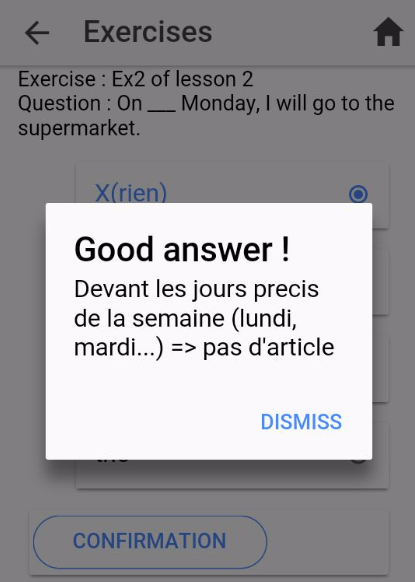 Exercises
Exercise : Ex2 of lesson 2
Question : On ___ Monday, I will go to the
supermarket.
X(rien)
Good answer !
Devant les jours precis
de la semaine (lundi,
mardi...) => pas d'article
DISMISS
CONFIRMATION